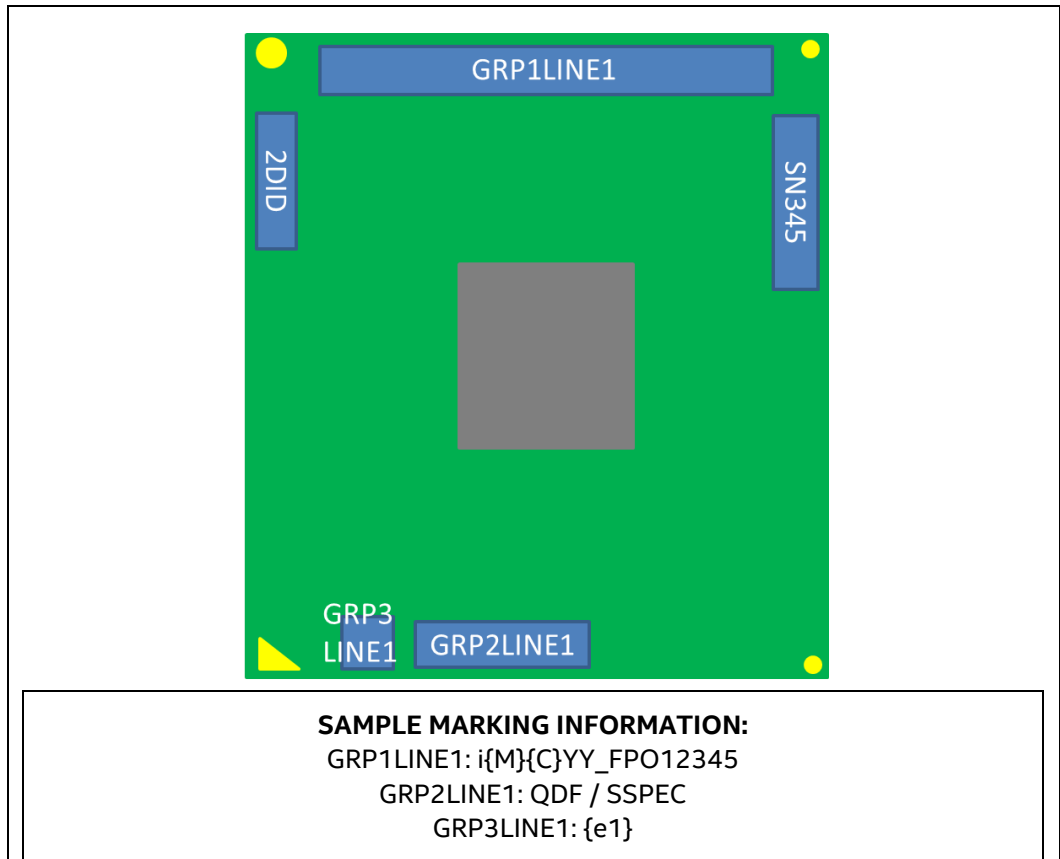 GRP1LINE1
2DID
SN345
GRP3
LINE1
GRP2LINE1
SAMPLE MARKING INFORMATION:
GRP1LINE1: i{M}{C}YY_FPO12345
GRP2LINE1: QDF / SSPEC
GRP3LINE1: {e1}